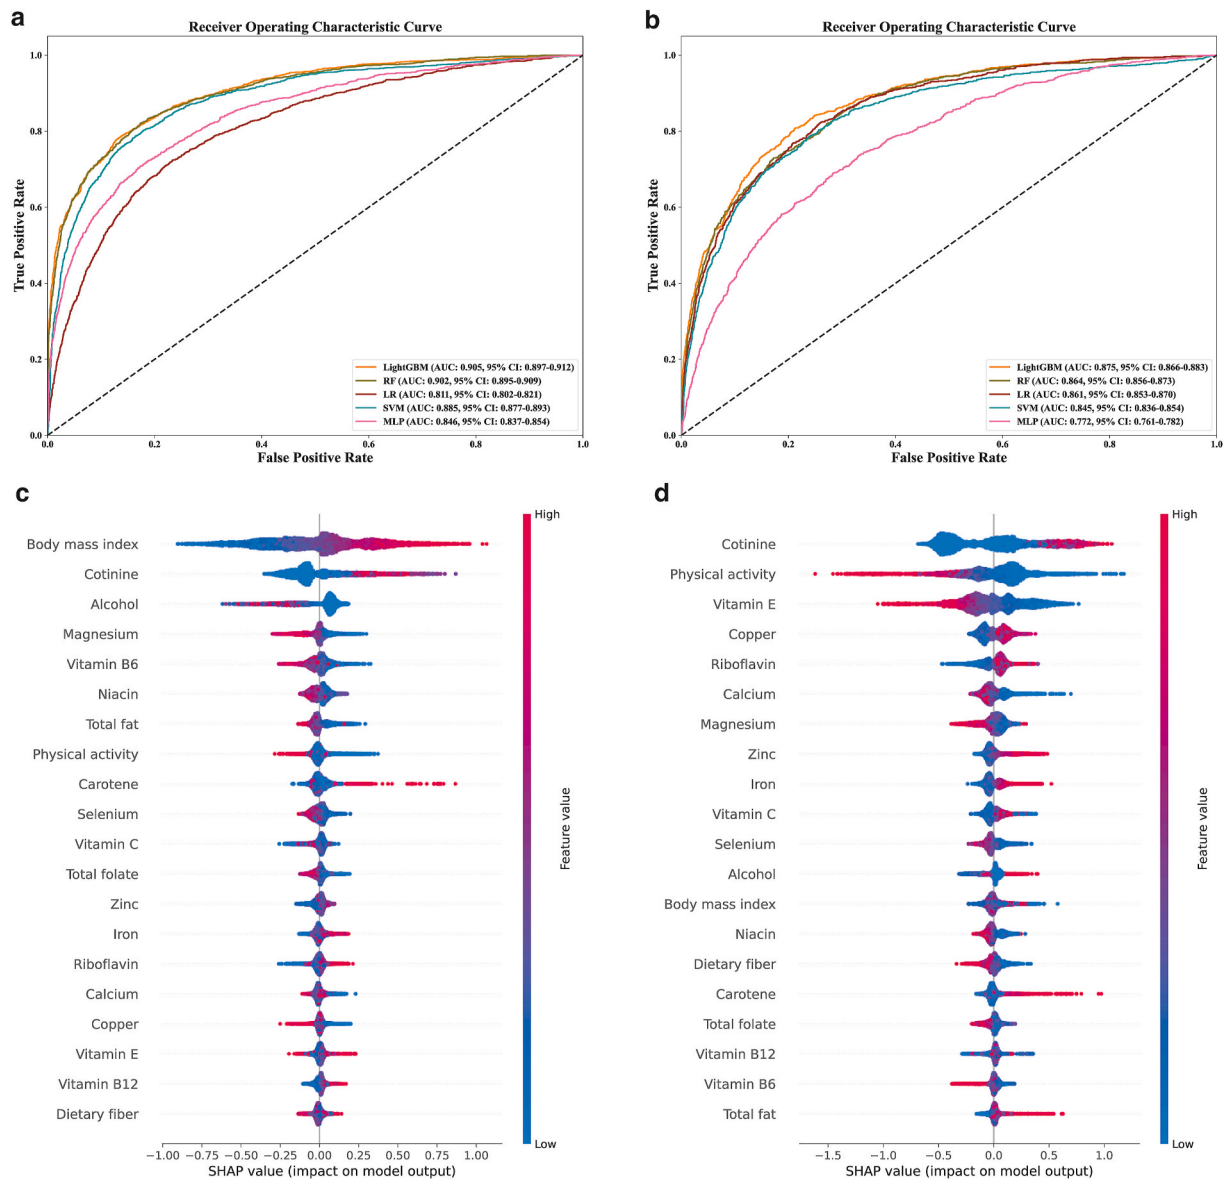 a
Receiver Operating Characteristic Curve
1.0
0.8
0.6
0.4
0.2
0.0
True Positive Rate
LightGBM (AUC: 0.905, 95% CI: 0.897-0.912)
RF (AUC: 0.902, 95% CI: 0.895-0.909)
LR (AUC: 0.811, 95% CI: 0.802-0.821)
SVM (AUC: 0.885, 95% CI: 0.877-0.893)
MLP (AUC: 0.846, 95% CI: 0.837-0.854)
0.0 0.2 0.4 0.6 0.8 1.0
False Positive Rate
b
Receiver Operating Characteristic Curve
1.0
0.8
0.6
0.4
0.2
0.0
True Positive Rate
LightGBM (AUC: 0.875, 95% CI: 0.866-0.883)
RF (AUC: 0.864, 95% CI: 0.856-0.873)
LR (AUC: 0.861, 95% CI: 0.853-0.870)
SVM (AUC: 0.845, 95% CI: 0.836-0.854)
MLP (AUC: 0.772, 95% CI: 0.761-0.782)
0.0 0.2 0.4 0.6 0.8 1.0
False Positive Rate
c
Body mass index
Cotinine
Alcohol
Magnesium
Vitamin B6
Niacin
Total fat
Physical activity
Carotene
Selenium
Vitamin C
Total folate
Zinc
Iron
Riboflavin
Calcium
Copper
Vitamin E
Vitamin B12
Dietary fiber
−1.00 −0.75 −0.50 −0.25 0.00 0.25 0.50 0.75 1.00
SHAP value (impact on model output)
High
Feature value
Low
d
Cotinine
Physical activity
Vitamin E
Copper
Riboflavin
Calcium
Magnesium
Zinc
Iron
Vitamin C
Selenium
Alcohol
Body mass index
Niacin
Dietary fiber
Carotene
Total folate
Vitamin B12
Vitamin B6
Total fat
−1.5 −1.0 −0.5 0.0 0.5 1.0
SHAP value (impact on model output)
High
Feature value
Low